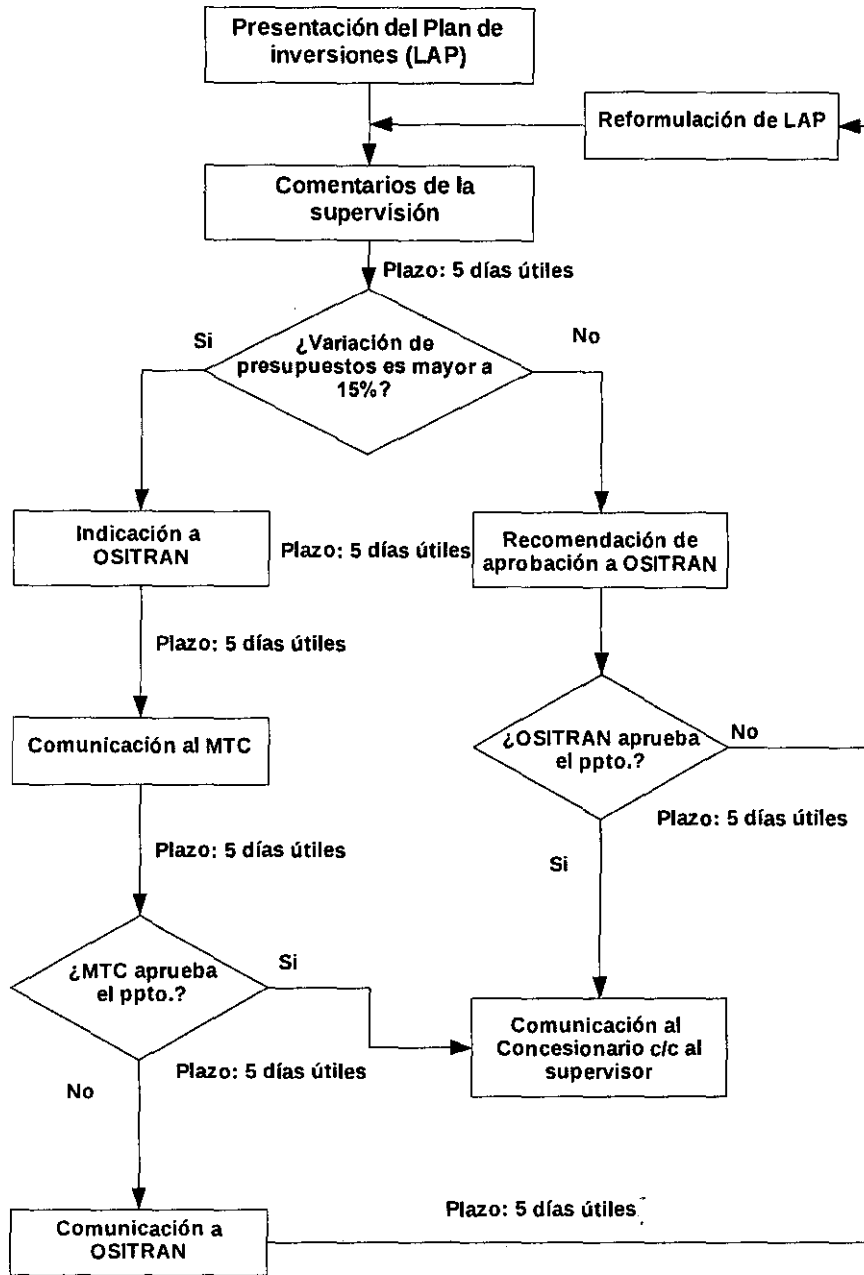 Presentación del Plan de
inversiones (LAP)
Reformulación de LAP
Comentarios de la
supervisión
Plazo: 5 días útiles
Si
No
¿Variación de
presupuestos es mayor a
15%?
Indicación a
OSITRAN
Plazo: 5 días útiles
Recomendación de
aprobación a OSITRAN
Plazo: 5 días útiles
Comunicación al MTC
¿OSITRAN aprueba
el ppto.?
No
Plazo: 5 días útiles
Plazo: 5 días útiles
Si
¿MTC aprueba
el ppto.?
Si
Comunicación al
Concesionario c/c al
supervisor
Plazo: 5 días útiles
No
Plazo: 5 días útiles
Comunicación a
OSITRAN